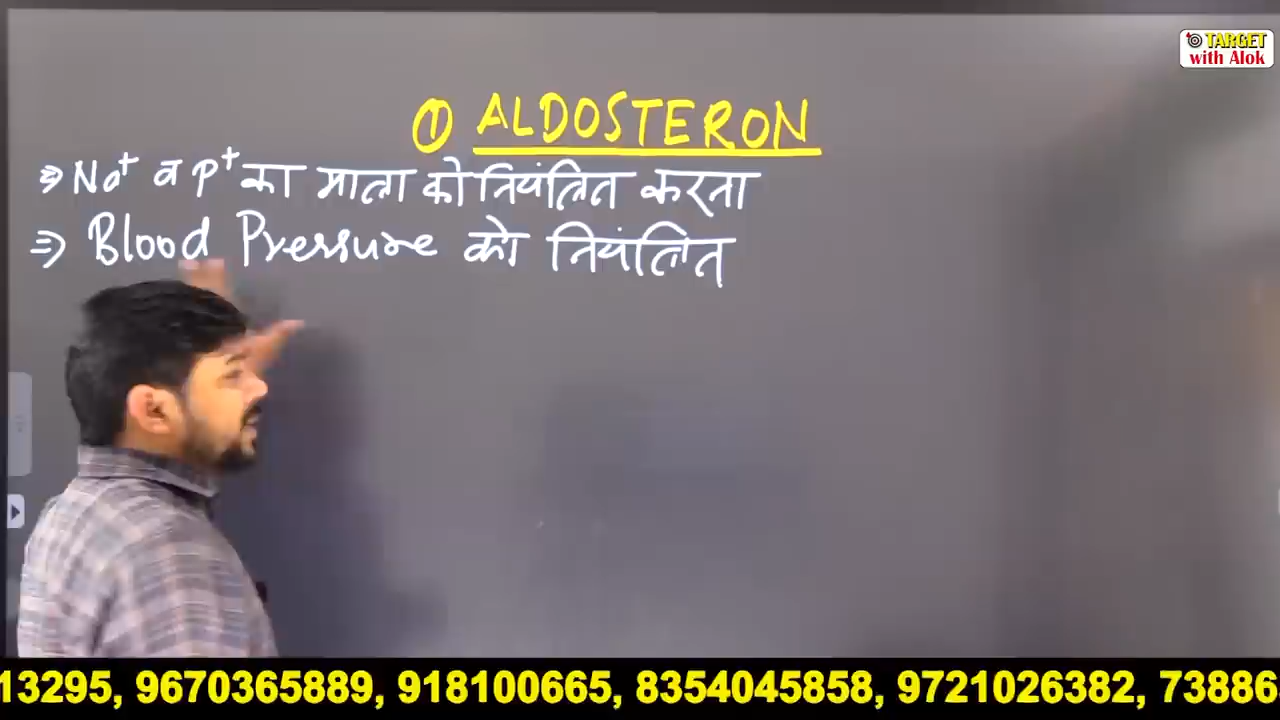 TARGET
with Alok
① ALDOSTERON
⇒ Na⁺ व P⁺ का मात्रा को नियंत्रित करता
⇒ Blood Pressure को नियंत्रित
13295, 9670365889, 918100665, 8354045858, 9721026382, 73886